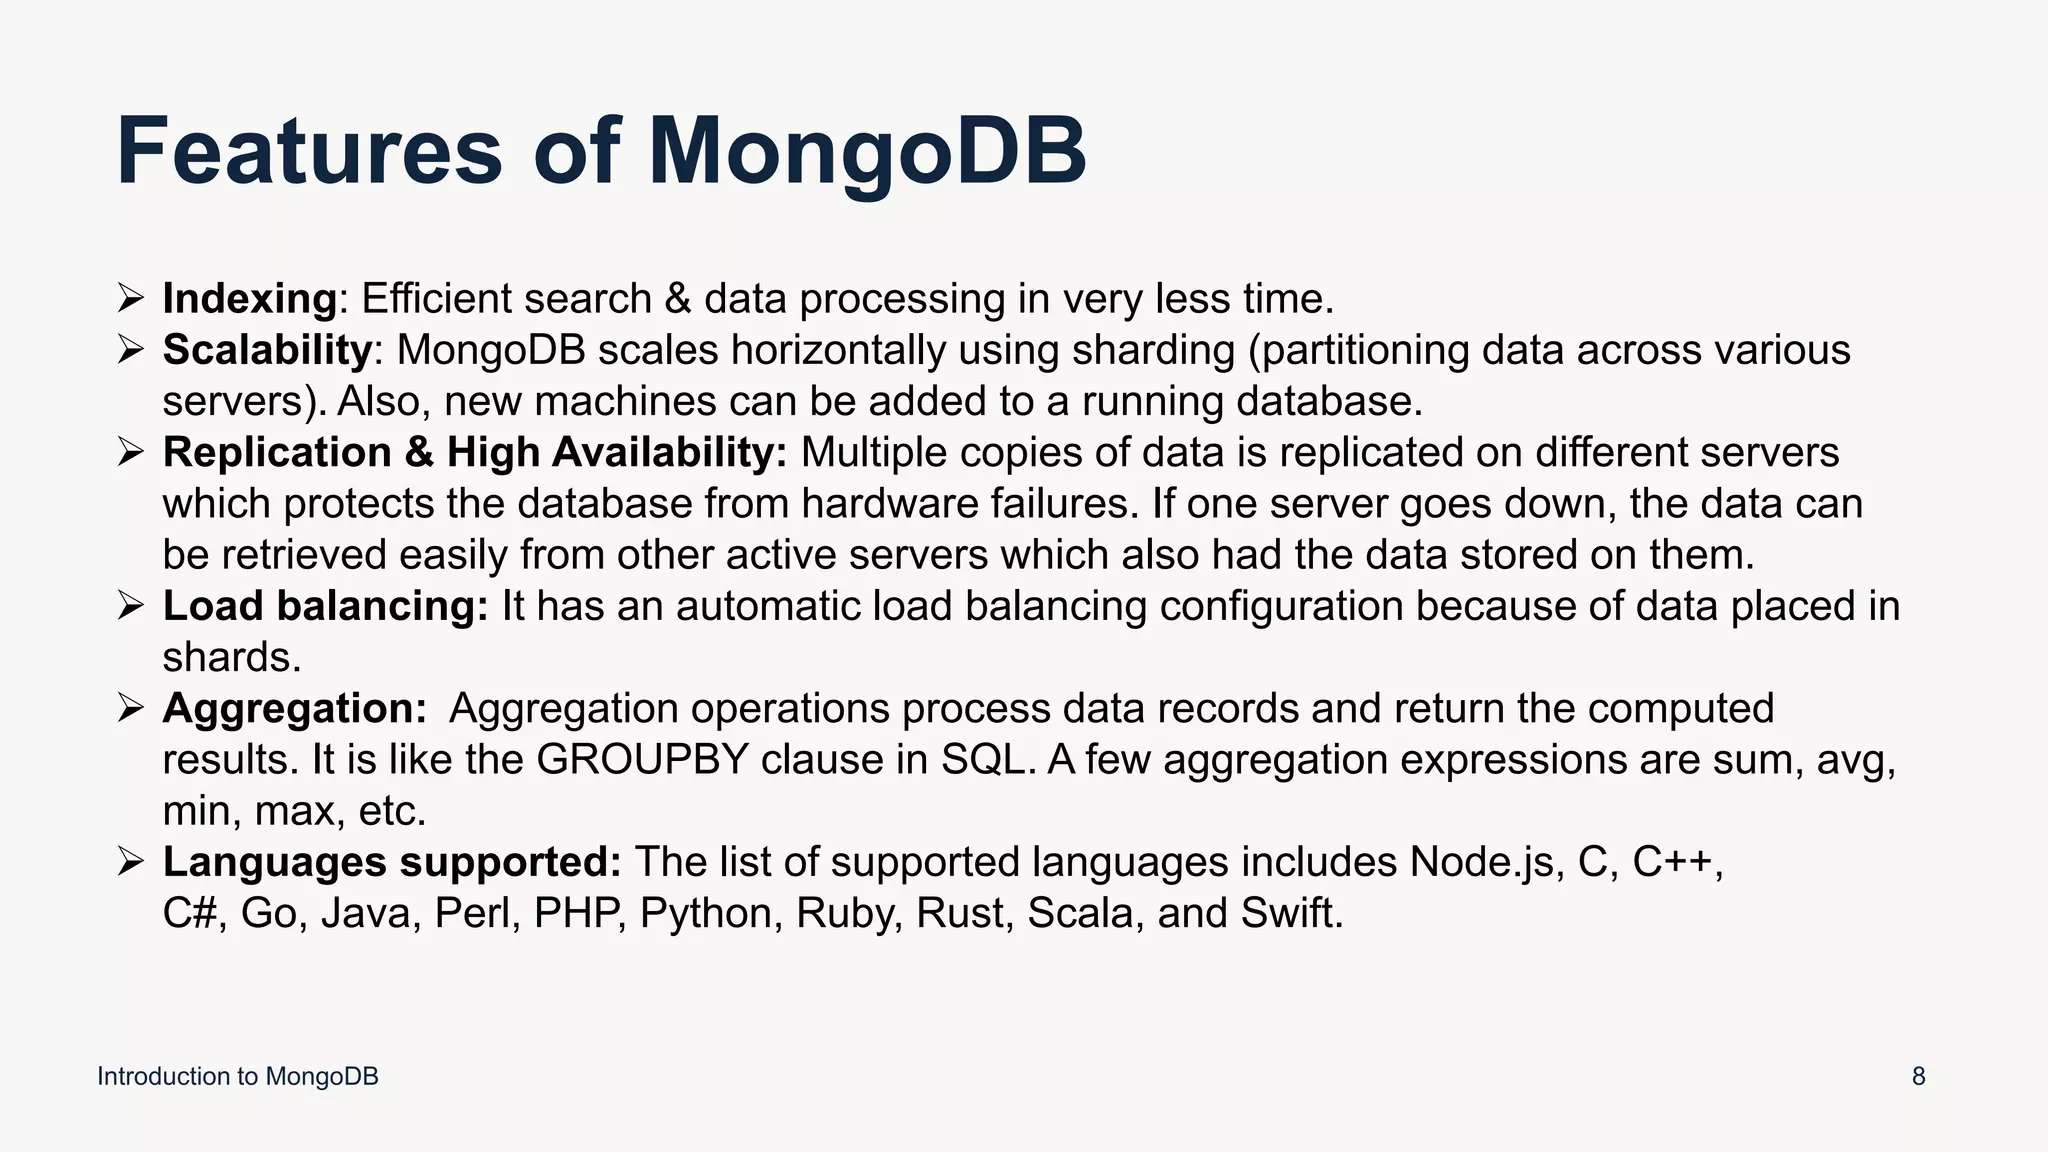 Features of MongoDB
➢ Indexing: Efficient search & data processing in very less time.
➢ Scalability: MongoDB scales horizontally using sharding (partitioning data across various
servers). Also, new machines can be added to a running database.
➢ Replication & High Availability: Multiple copies of data is replicated on different servers
which protects the database from hardware failures. If one server goes down, the data can
be retrieved easily from other active servers which also had the data stored on them.
➢ Load balancing: It has an automatic load balancing configuration because of data placed in
shards.
➢ Aggregation: Aggregation operations process data records and return the computed
results. It is like the GROUPBY clause in SQL. A few aggregation expressions are sum, avg,
min, max, etc.
➢ Languages supported: The list of supported languages includes Node.js, C, C++,
C#, Go, Java, Perl, PHP, Python, Ruby, Rust, Scala, and Swift.
Introduction to MongoDB
8